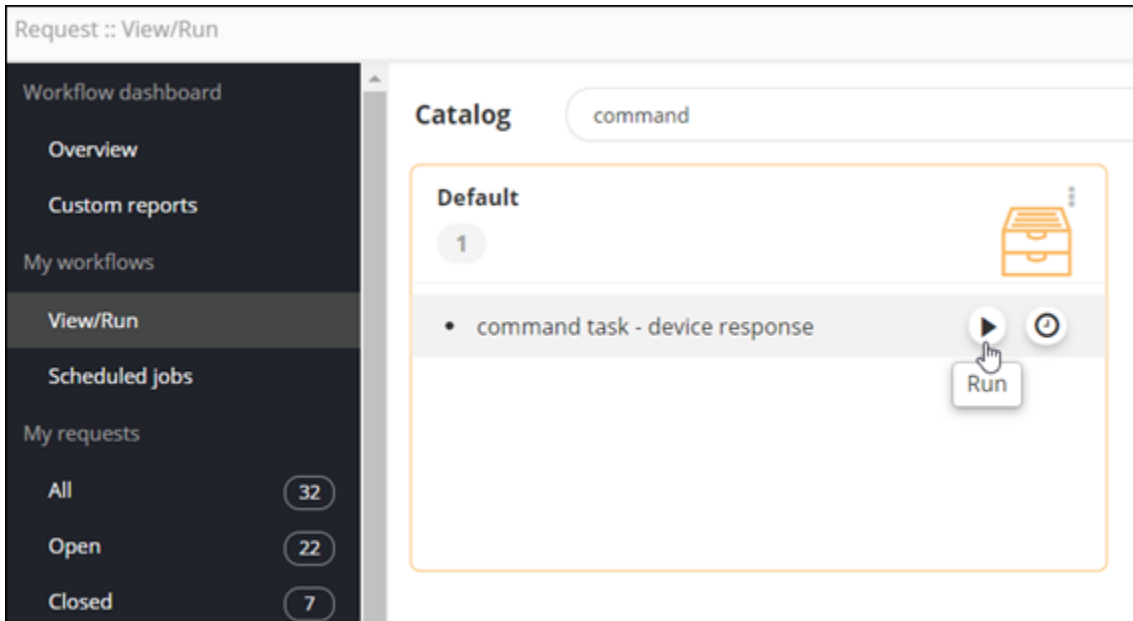 Request :: View/Run
Workflow dashboard
Overview
Custom reports
My workflows
View/Run
Scheduled jobs
My requests
All 32
Open 22
Closed 7
Catalog command
Default
1
• command task - device response
Run